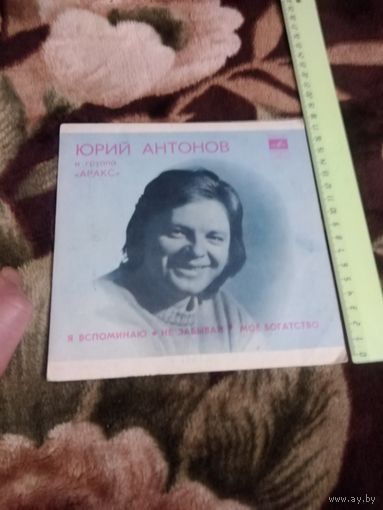 ЮРИЙ АНТОНОВ
и группа
«АРАКС»
Я ВСПОМИНАЮ • НЕ ЗАБЫВАЙ • МОЕ БОГАТСТВО
www.ay.by